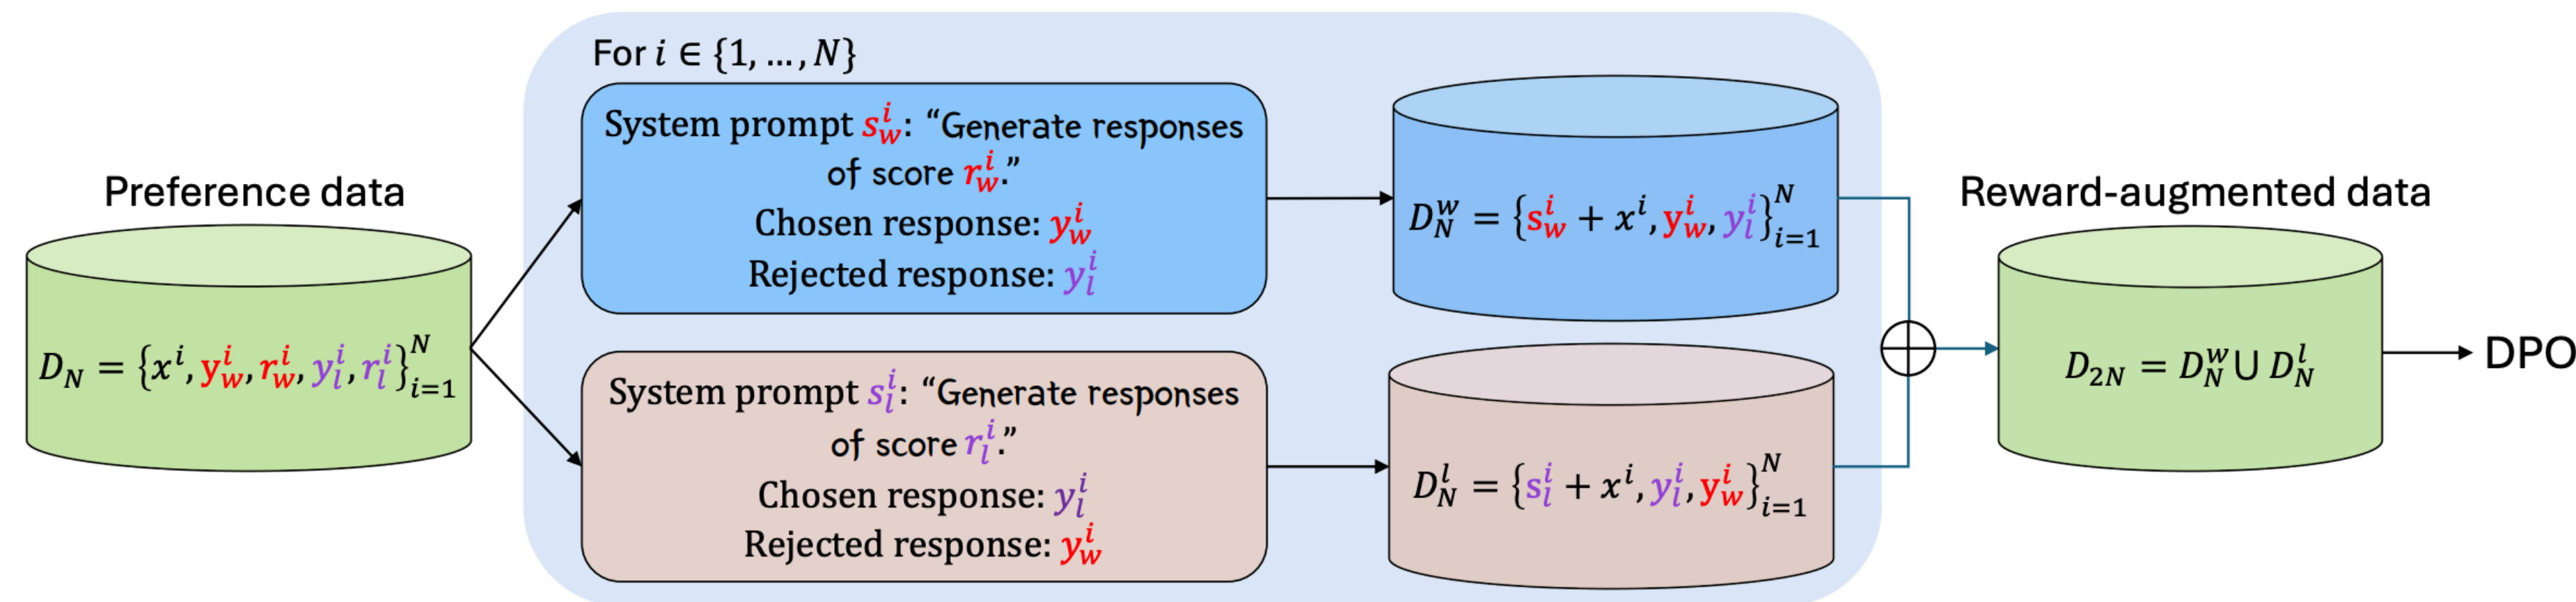 Preference data
D_N = {x^i, y_w^i, r_w^i, y_l^i, r_l^i}_{i=1}^N
For i ∈ {1, ..., N}
System prompt s_w^i: “Generate responses
of score r_w^i.”
Chosen response: y_w^i
Rejected response: y_l^i
System prompt s_l^i: “Generate responses
of score r_l^i.”
Chosen response: y_l^i
Rejected response: y_w^i
D_N^w = {s_w^i + x^i, y_w^i, y_l^i}_{i=1}^N
D_N^l = {s_l^i + x^i, y_l^i, y_w^i}_{i=1}^N
Reward-augmented data
D_{2N} = D_N^w ⋃ D_N^l
DPO